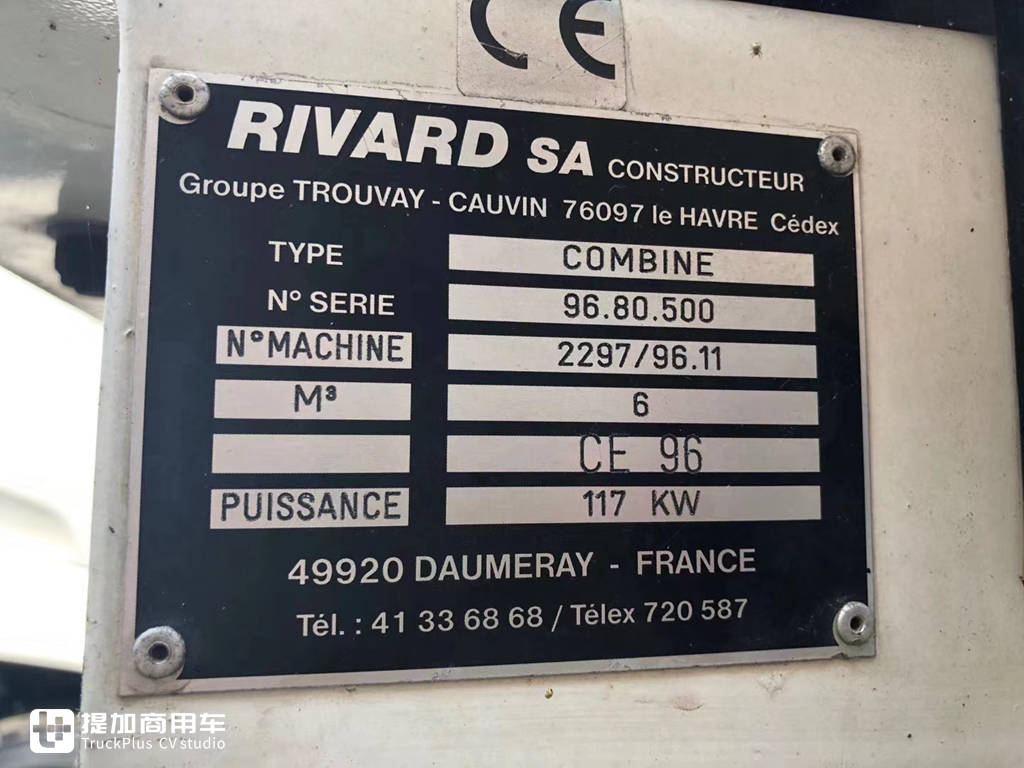 CE
RIVARD SA CONSTRUCTEUR
Groupe TROUVAY - CAUVIN 76097 le HAVRE Cédex
TYPE COMBINE
N° SERIE 96.80.500
N° MACHINE 2297/96.11
M³ 6
CE 96
PUISSANCE 117 KW
49920 DAUMERAY - FRANCE
Tél. : 41 33 68 68 / Télex 720 587
提加商用车
TruckPlus CV studio